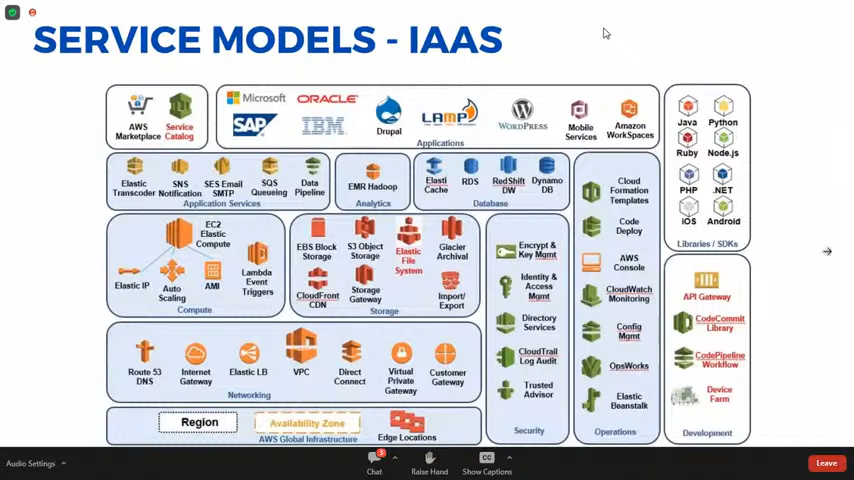 SERVICE MODELS - IAAS
AWS
Marketplace
Service
Catalog
Microsoft
ORACLE
SAP
IBM
Drupal
LAMP
WORDPRESS
Mobile
Services
Amazon
WorkSpaces
Applications
Java
Python
Ruby
Node.js
PHP
.NET
iOS
Android
Libraries / SDKs
Elastic
Transcoder
SNS
Notification
SES Email
SMTP
SQS
Queueing
Data
Pipeline
Application Services
EMR Hadoop
Analytics
Elasti
Cache
RDS
RedShift
DW
Dynamo
DB
Database
EC2
Elastic
Compute
Elastic IP
Auto
Scaling
AMI
Lambda
Event
Triggers
Compute
EBS Block
Storage
S3 Object
Storage
Elastic
File
System
Glacier
Archival
CloudFront
CDN
Storage
Gateway
Import/
Export
Storage
Encrypt &
Key Mgmt
Identity &
Access
Mgmt
Directory
Services
CloudTrail
Log Audit
Trusted
Advisor
Security
Cloud
Formation
Templates
Code
Deploy
AWS
Console
CloudWatch
Monitoring
Config
Mgmt
OpsWorks
Elastic
Beanstalk
Operations
API Gateway
CodeCommit
Library
CodePipeline
Workflow
Device
Farm
Development
Route 53
DNS
Internet
Gateway
Elastic LB
VPC
Direct
Connect
Virtual
Private
Gateway
Customer
Gateway
Networking
Region
Availability Zone
Edge Locations
AWS Global Infrastructure
Audio Settings
3
Chat
Raise Hand
CC
Show Captions
Leave